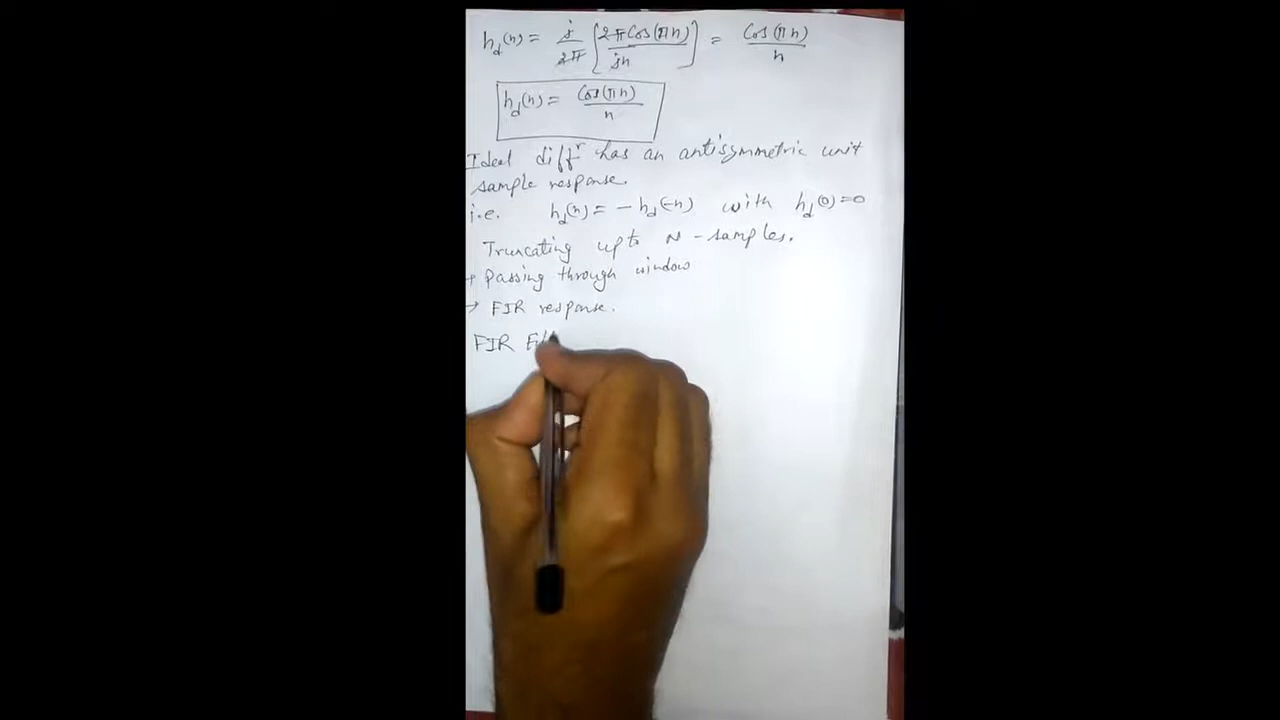 h_d(n) = j/2π [2π Cos(πn)/jn] = Cos(πn)/n
h_d(n) = Cos(πn)/n
Ideal diffr has an antisymmetric unit
sample response.
i.e. h_d(n) = - h_d(-n) with h_d(0) = 0
Truncating upto N - samples.
→ Passing through window
→ FIR response.
FIR